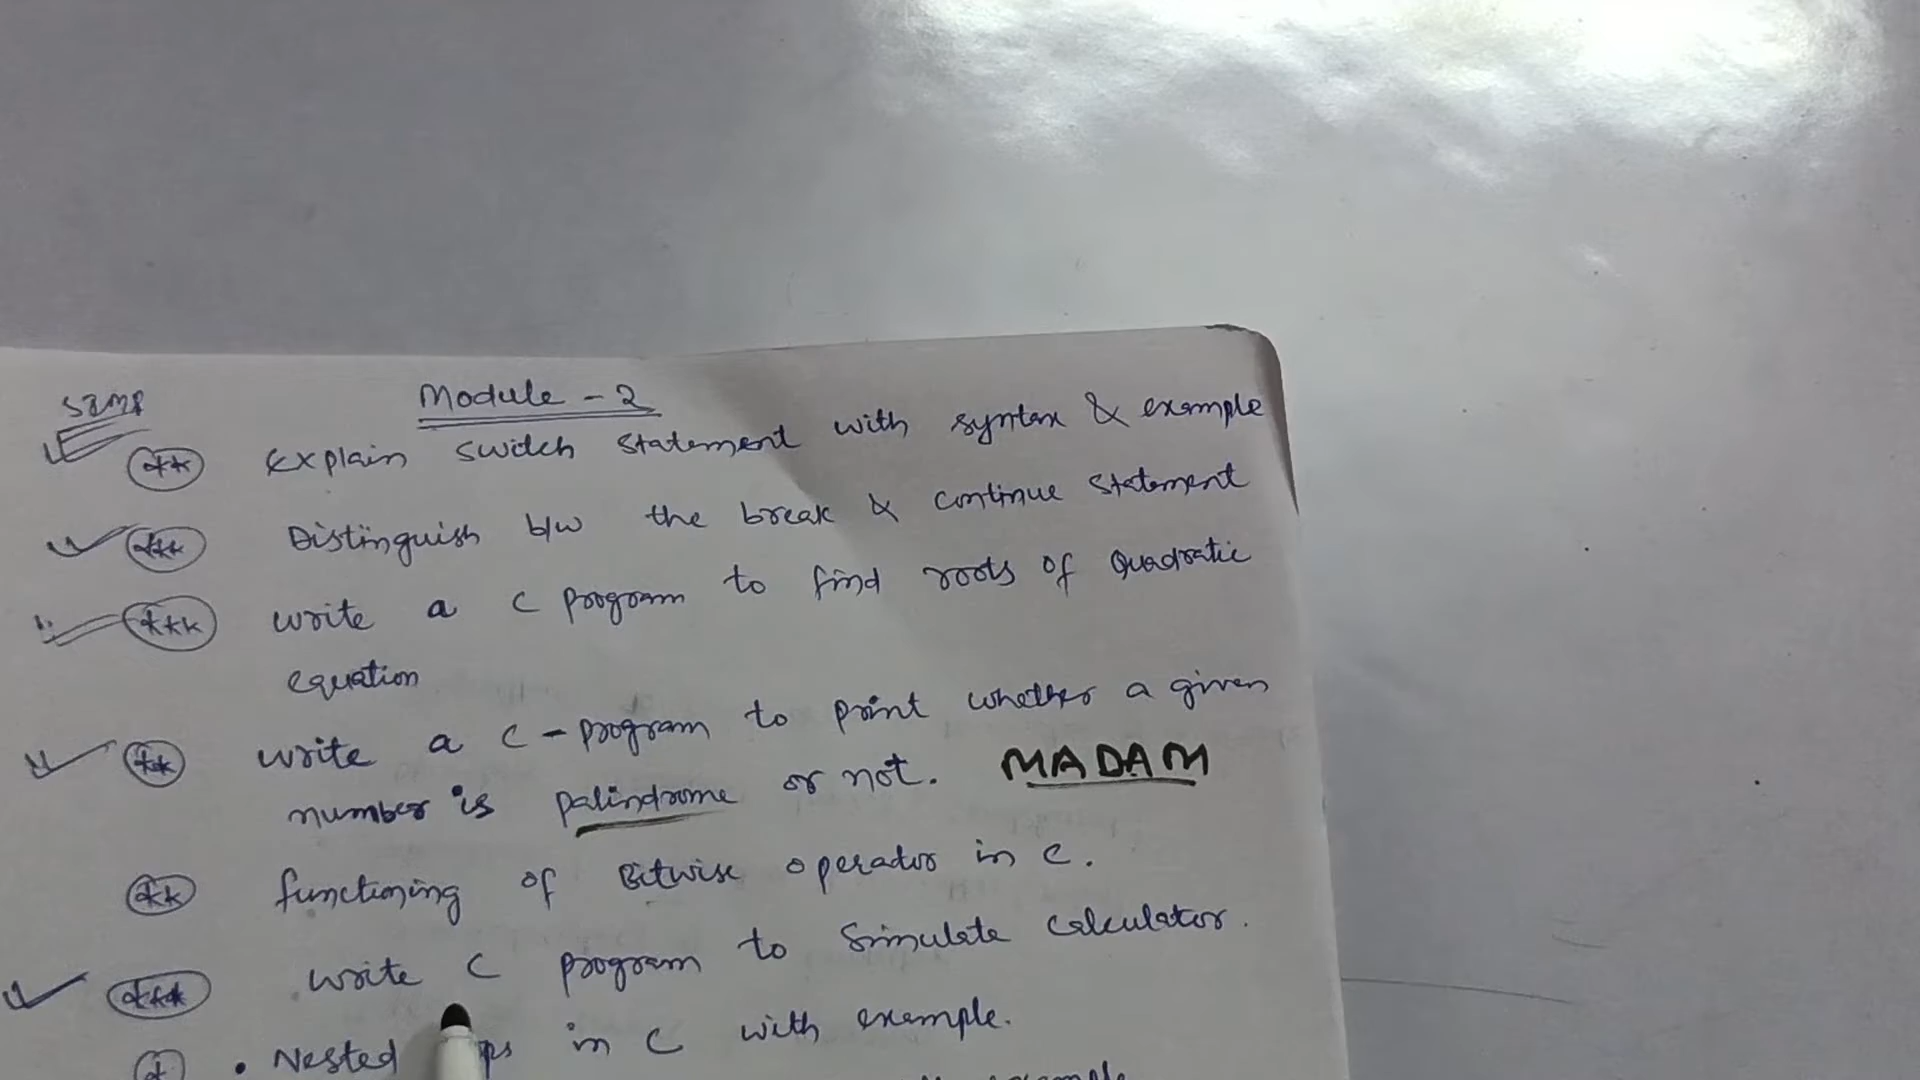 Module - 2
** Explain switch statement with syntax & example
** Distinguish b/w the break & continue statement
*** write a C program to find roots of Quadratic
equation
** write a C - program to print whether a given
number is palindrome or not. MADAM
** functioning of Bitwise operator in C.
*** write C program to simulate calculator.
* • Nested in C with example.